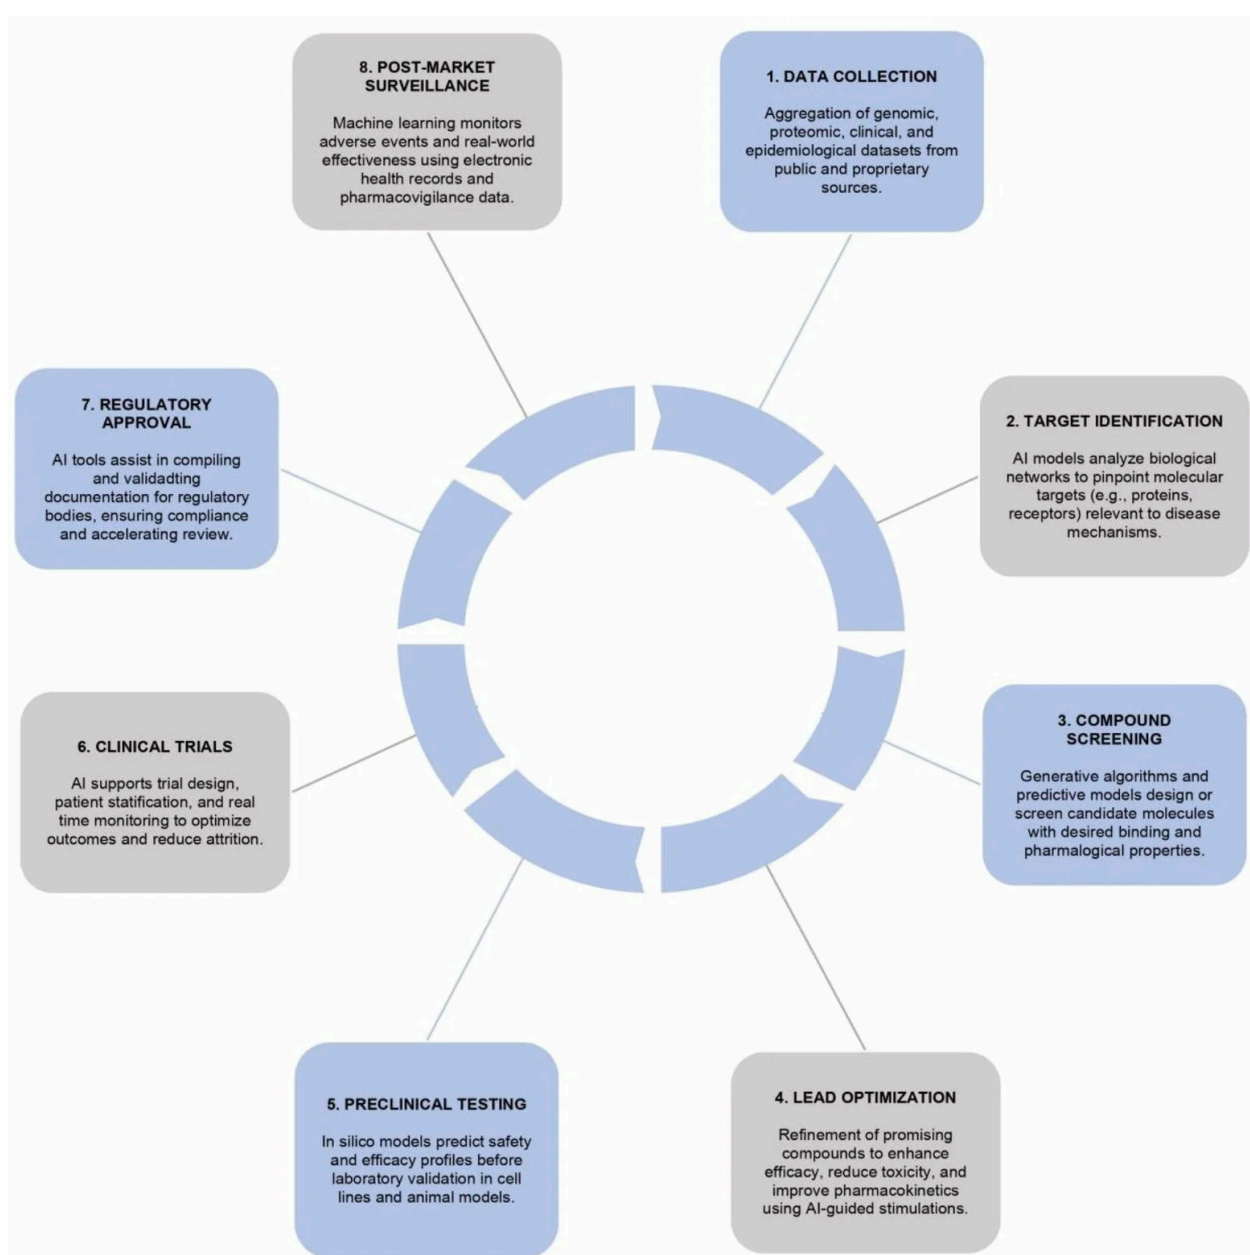 1. DATA COLLECTION
Aggregation of genomic,
proteomic, clinical, and
epidemiological datasets from
public and proprietary
sources.
2. TARGET IDENTIFICATION
AI models analyze biological
networks to pinpoint molecular
targets (e.g., proteins,
receptors) relevant to disease
mechanisms.
3. COMPOUND
SCREENING
Generative algorithms and
predictive models design or
screen candidate molecules
with desired binding and
pharmalogical properties.
4. LEAD OPTIMIZATION
Refinement of promising
compounds to enhance
efficacy, reduce toxicity, and
improve pharmacokinetics
using AI-guided stimulations.
5. PRECLINICAL TESTING
In silico models predict safety
and efficacy profiles before
laboratory validation in cell
lines and animal models.
6. CLINICAL TRIALS
AI supports trial design,
patient statification, and real
time monitoring to optimize
outcomes and reduce attrition.
7. REGULATORY
APPROVAL
AI tools assist in compiling
and validadting
documentation for regulatory
bodies, ensuring compliance
and accelerating review.
8. POST-MARKET
SURVEILLANCE
Machine learning monitors
adverse events and real-world
effectiveness using electronic
health records and
pharmacovigilance data.